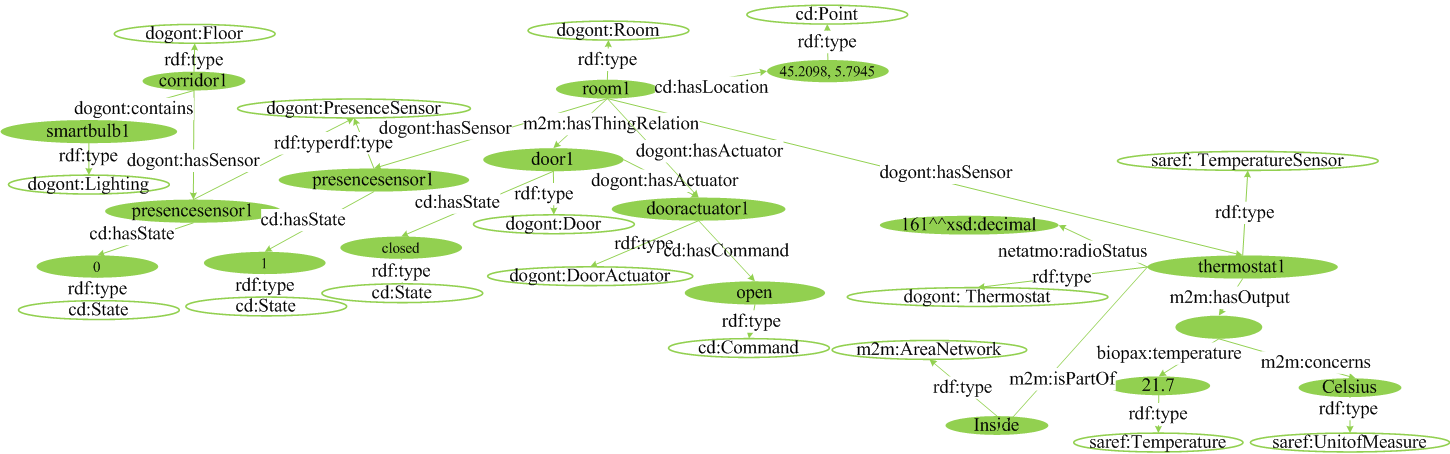 cd:Point
dogont:Floor
dogont:Room
rdf:type
rdf:type
rdf:type
corridor1
room1
cd:hasLocation
45.2098, 5.7945
dogont:contains
dogont:PresenceSensor
smartbulb1
dogont:hasSensor
m2m:hasThingRelation
rdf:type
rdf:type
rdf:type
dogont:hasSensor
door1
dogont:hasActuator
saref: TemperatureSensor
dogont:Lighting
presencesensor1
dogont:hasActuator
dogont:hasSensor
rdf:type
cd:hasState
presencesensor1
dooractuator1
rdf:type
cd:hasState
dogont:Door
161^^xsd:decimal
cd:hasState
closed
rdf:type
cd:hasCommand
netatmo:radioStatus
0
1
rdf:type
dogont:DoorActuator
rdf:type
thermostat1
rdf:type
rdf:type
cd:State
open
dogont: Thermostat
m2m:hasOutput
cd:State
cd:State
rdf:type
cd:Command
m2m:AreaNetwork
biopax:temperature
m2m:concerns
rdf:type
m2m:isPartOf
21.7
Celsius
rdf:type
rdf:type
Inside
saref:Temperature
saref:UnitofMeasure